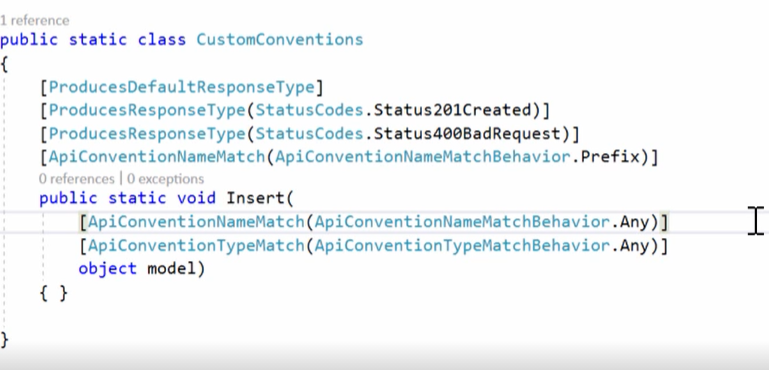 1 reference
public static class CustomConventions
{
[ProducesDefaultResponseType]
[ProducesResponseType(StatusCodes.Status201Created)]
[ProducesResponseType(StatusCodes.Status400BadRequest)]
[ApiConventionNameMatch(ApiConventionNameMatchBehavior.Prefix)]
0 references | 0 exceptions
public static void Insert(
[ApiConventionNameMatch(ApiConventionNameMatchBehavior.Any)]
[ApiConventionTypeMatch(ApiConventionTypeMatchBehavior.Any)]
object model)
{ }
}